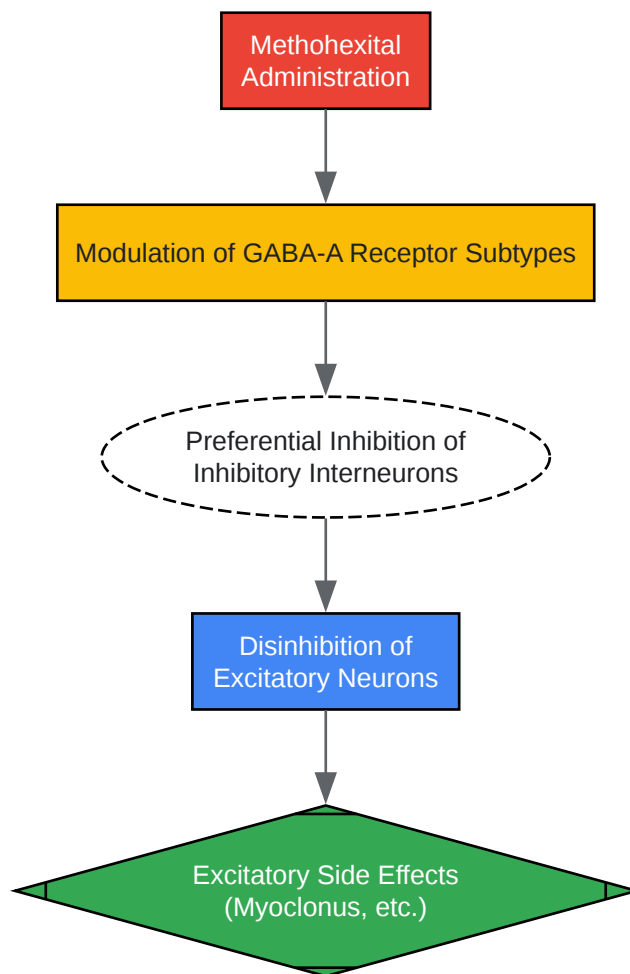 Methohexital
Administration
Modulation of GABA-A Receptor Subtypes
Preferential Inhibition of
Inhibitory Interneurons
Disinhibition of
Excitatory Neurons
Excitatory Side Effects
(Myoclonus, etc.)